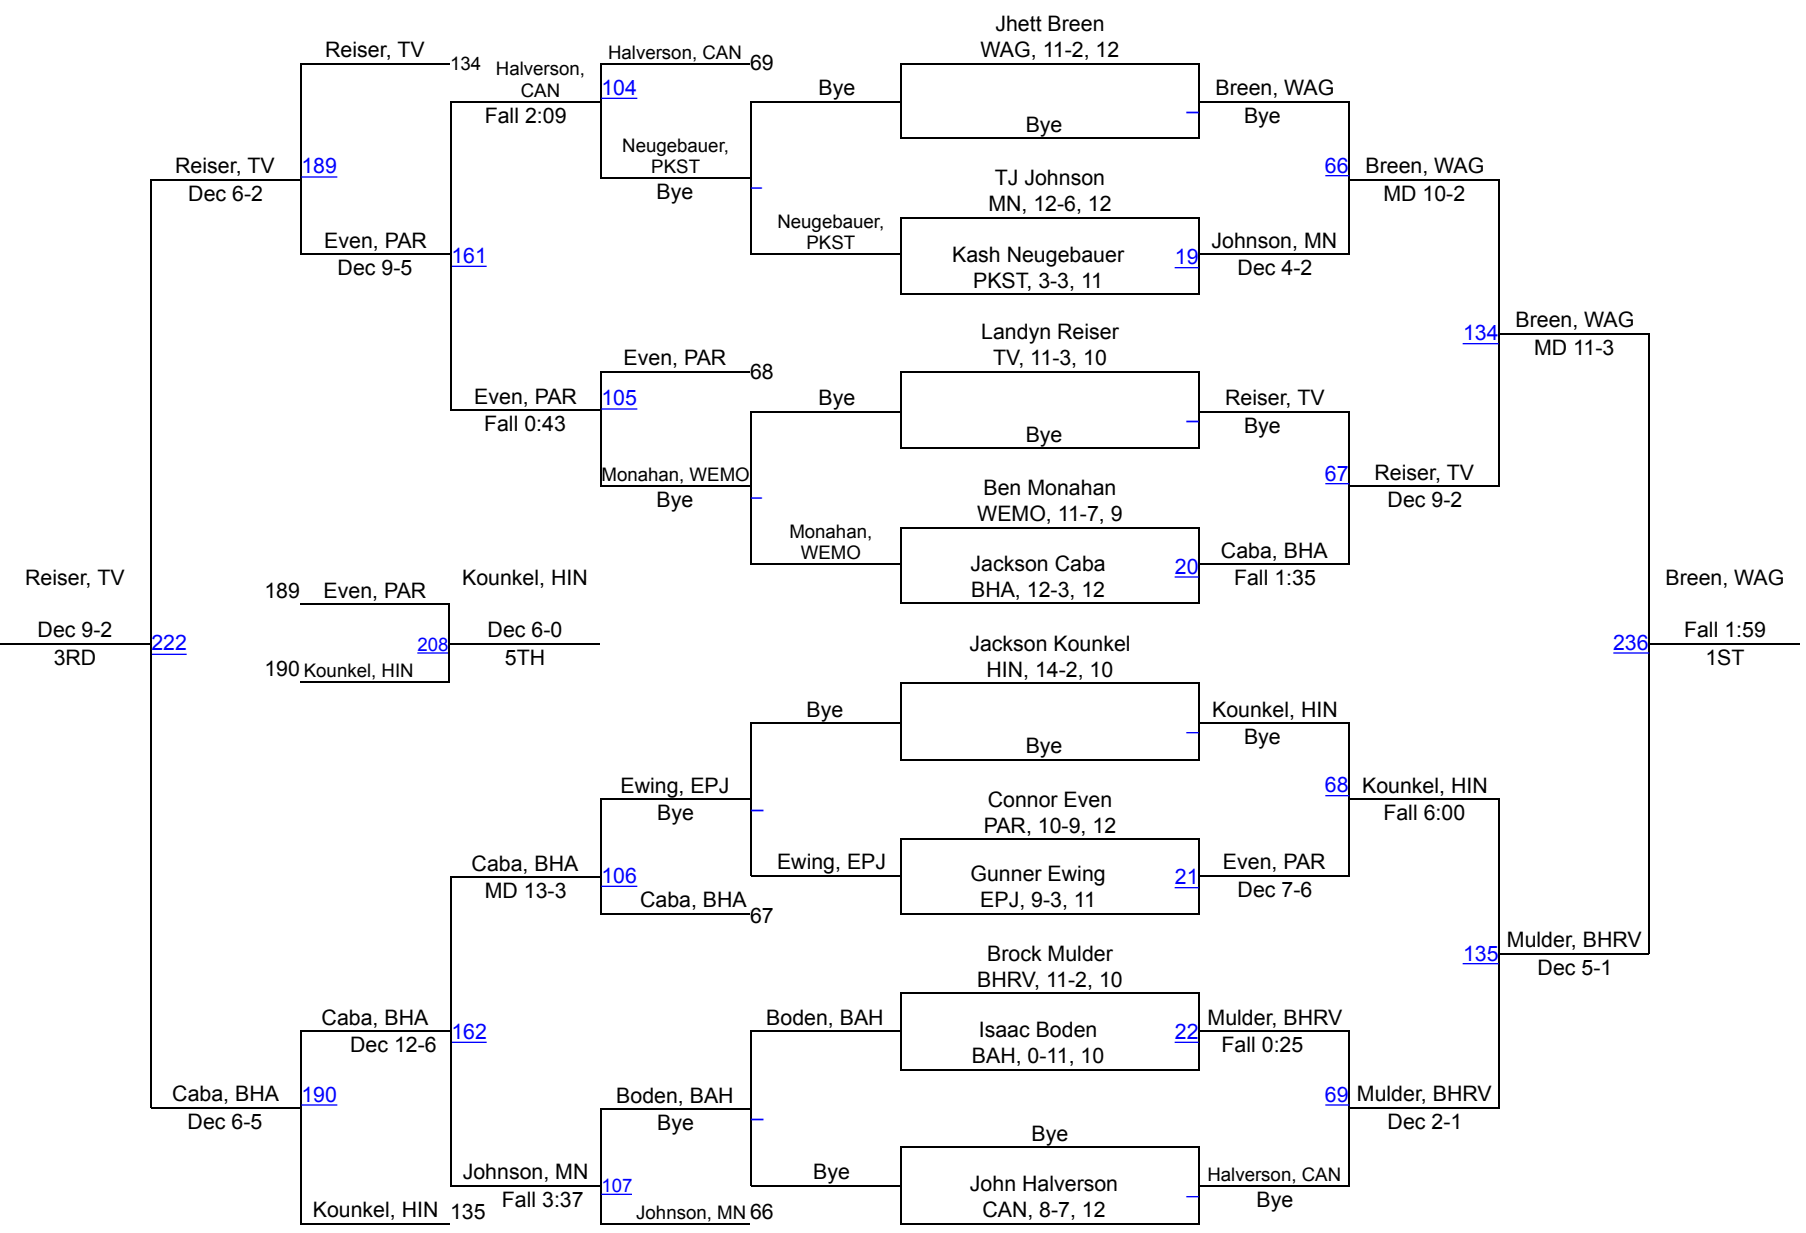 Jhett Breen
WAG, 11-2, 12
Reiser, TV
134
Halverson,
CAN
Fall 2:09
Halverson, CAN
69
104
Bye
Bye
Breen, WAG
Bye
Neugebauer,
PKST
Bye
Reiser, TV
Dec 6-2
189
66
Breen, WAG
MD 10-2
TJ Johnson
MN, 12-6, 12
Neugebauer,
PKST
Kash Neugebauer
PKST, 3-3, 11
19
Johnson, MN
Dec 4-2
Even, PAR
Dec 9-5
161
Landyn Reiser
TV, 11-3, 10
134
Breen, WAG
MD 11-3
Even, PAR
68
Even, PAR
Fall 0:43
105
Bye
Bye
Reiser, TV
Bye
Monahan, WEMO
Bye
67
Reiser, TV
Dec 9-2
Ben Monahan
WEMO, 11-7, 9
Monahan,
WEMO
Jackson Caba
BHA, 12-3, 12
20
Caba, BHA
Fall 1:35
Reiser, TV
Dec 9-2
3RD
222
189
Even, PAR
190
Kounkel, HIN
208
Kounkel, HIN
Dec 6-0
5TH
Breen, WAG
236
Fall 1:59
1ST
Jackson Kounkel
HIN, 14-2, 10
Bye
Bye
Kounkel, HIN
Bye
Ewing, EPJ
Bye
68
Kounkel, HIN
Fall 6:00
Connor Even
PAR, 10-9, 12
Ewing, EPJ
Gunner Ewing
EPJ, 9-3, 11
21
Even, PAR
Dec 7-6
Caba, BHA
MD 13-3
106
Caba, BHA
67
135
Mulder, BHRV
Dec 5-1
Brock Mulder
BHRV, 11-2, 10
Boden, BAH
Isaac Boden
BAH, 0-11, 10
22
Mulder, BHRV
Fall 0:25
Caba, BHA
Dec 12-6
162
Caba, BHA
Dec 6-5
190
Boden, BAH
Bye
69
Mulder, BHRV
Dec 2-1
Bye
Bye
John Halverson
CAN, 8-7, 12
Halverson, CAN
Bye
Johnson, MN
Fall 3:37
107
Kounkel, HIN
135
Johnson, MN
66